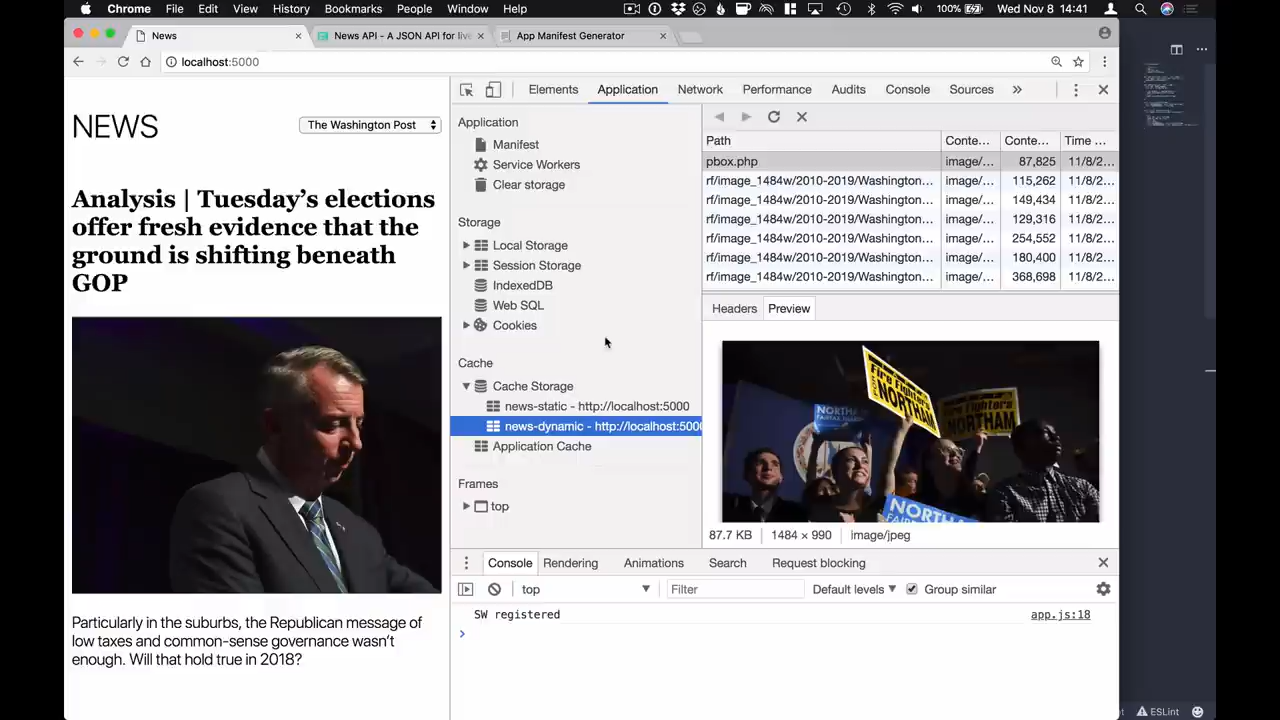 Chrome File Edit View History Bookmarks People Window Help 100% Wed Nov 8 14:41
News
News API - A JSON API for live
App Manifest Generator
localhost:5000
NEWS
The Washington Post
Analysis | Tuesday’s elections
offer fresh evidence that the
ground is shifting beneath
GOP
Particularly in the suburbs, the Republican message of
low taxes and common-sense governance wasn’t
enough. Will that hold true in 2018?
Elements Application Network Performance Audits Console Sources »
Application
Manifest
Service Workers
Clear storage
Storage
Local Storage
Session Storage
IndexedDB
Web SQL
Cookies
Cache
Cache Storage
news-static - http://localhost:5000
news-dynamic - http://localhost:5000
Application Cache
Frames
top
Path Conte... Conte... Time ...
pbox.php image/... 87,825 11/8/2...
rf/image_1484w/2010-2019/Washington... image/... 115,262 11/8/2...
rf/image_1484w/2010-2019/Washington... image/... 149,434 11/8/2...
rf/image_1484w/2010-2019/Washington... image/... 129,316 11/8/2...
rf/image_1484w/2010-2019/Washington... image/... 254,552 11/8/2...
rf/image_1484w/2010-2019/Washington... image/... 180,400 11/8/2...
rf/image_1484w/2010-2019/Washington... image/... 368,698 11/8/2...
Headers Preview
Fire Fighters
NORTHAM
NORTHAM
NORTH
87.7 KB 1484 × 990 image/jpeg
Console Rendering Animations Search Request blocking
top Filter Default levels Group similar
SW registered app.js:18
ESLint